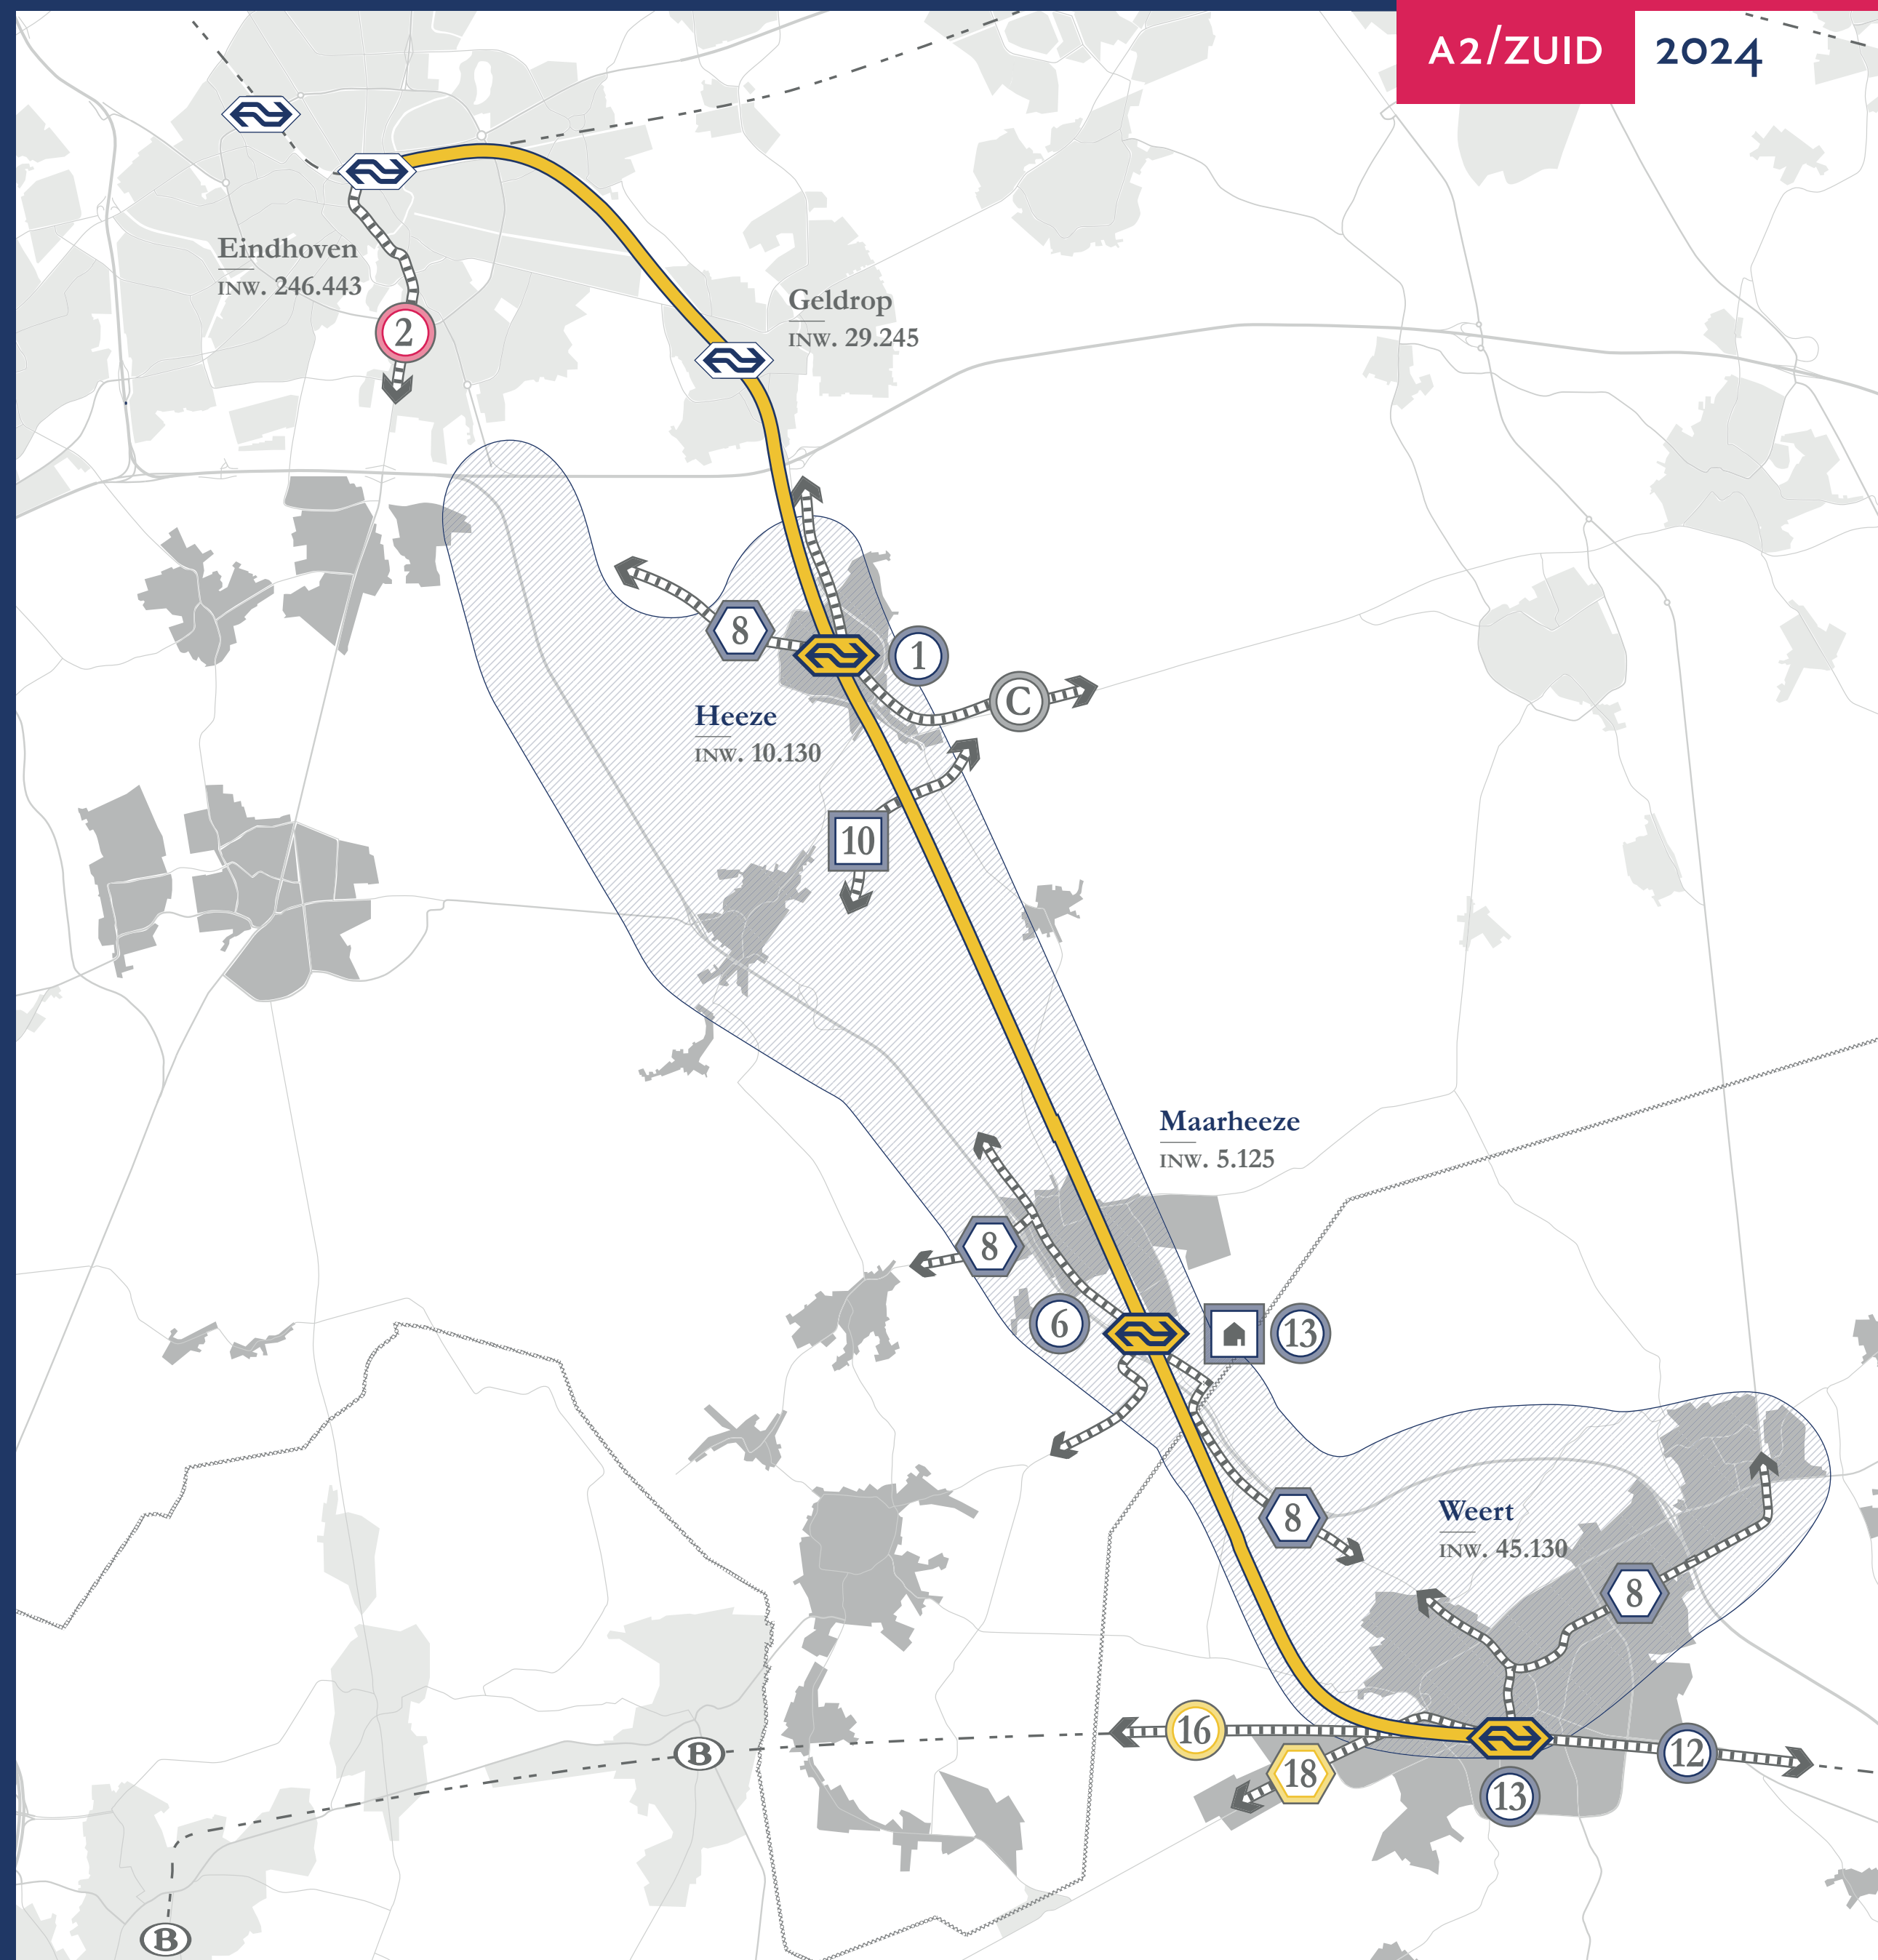 A2/ZUID 2024
Eindhoven
INW. 246.443
2
Geldrop
INW. 29.245
8
1
C
Heeze
INW. 10.130
10
Maarheeze
INW. 5.125
8
6
13
8
Weert
INW. 45.130
8
16
18
12
13
B
B